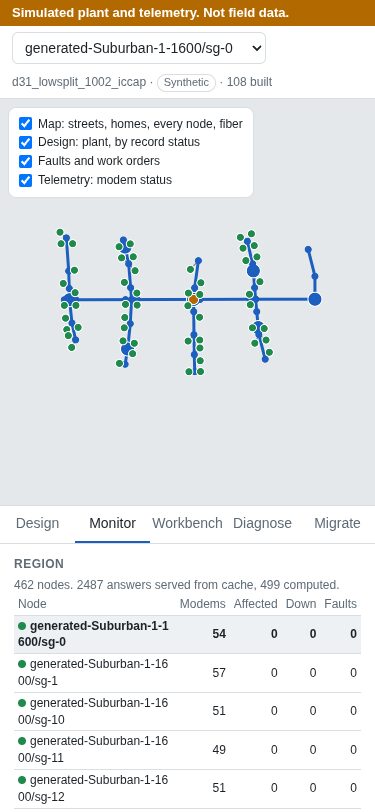 Simulated plant and telemetry. Not field data.
generated-Suburban-1-1600/sg-0
d31_lowsplit_1002_iccap · Synthetic · 108 built
Map: streets, homes, every node, fiber
Design: plant, by record status
Faults and work orders
Telemetry: modem status
Design Monitor Workbench Diagnose Migrate
REGION
462 nodes. 2487 answers served from cache, 499 computed.
Node Modems Affected Down Faults
generated-Suburban-1-1
600/sg-0 54 0 0 0
generated-Suburban-1-16
00/sg-1 57 0 0 0
generated-Suburban-1-16
00/sg-10 51 0 0 0
generated-Suburban-1-16
00/sg-11 49 0 0 0
generated-Suburban-1-16
00/sg-12 51 0 0 0